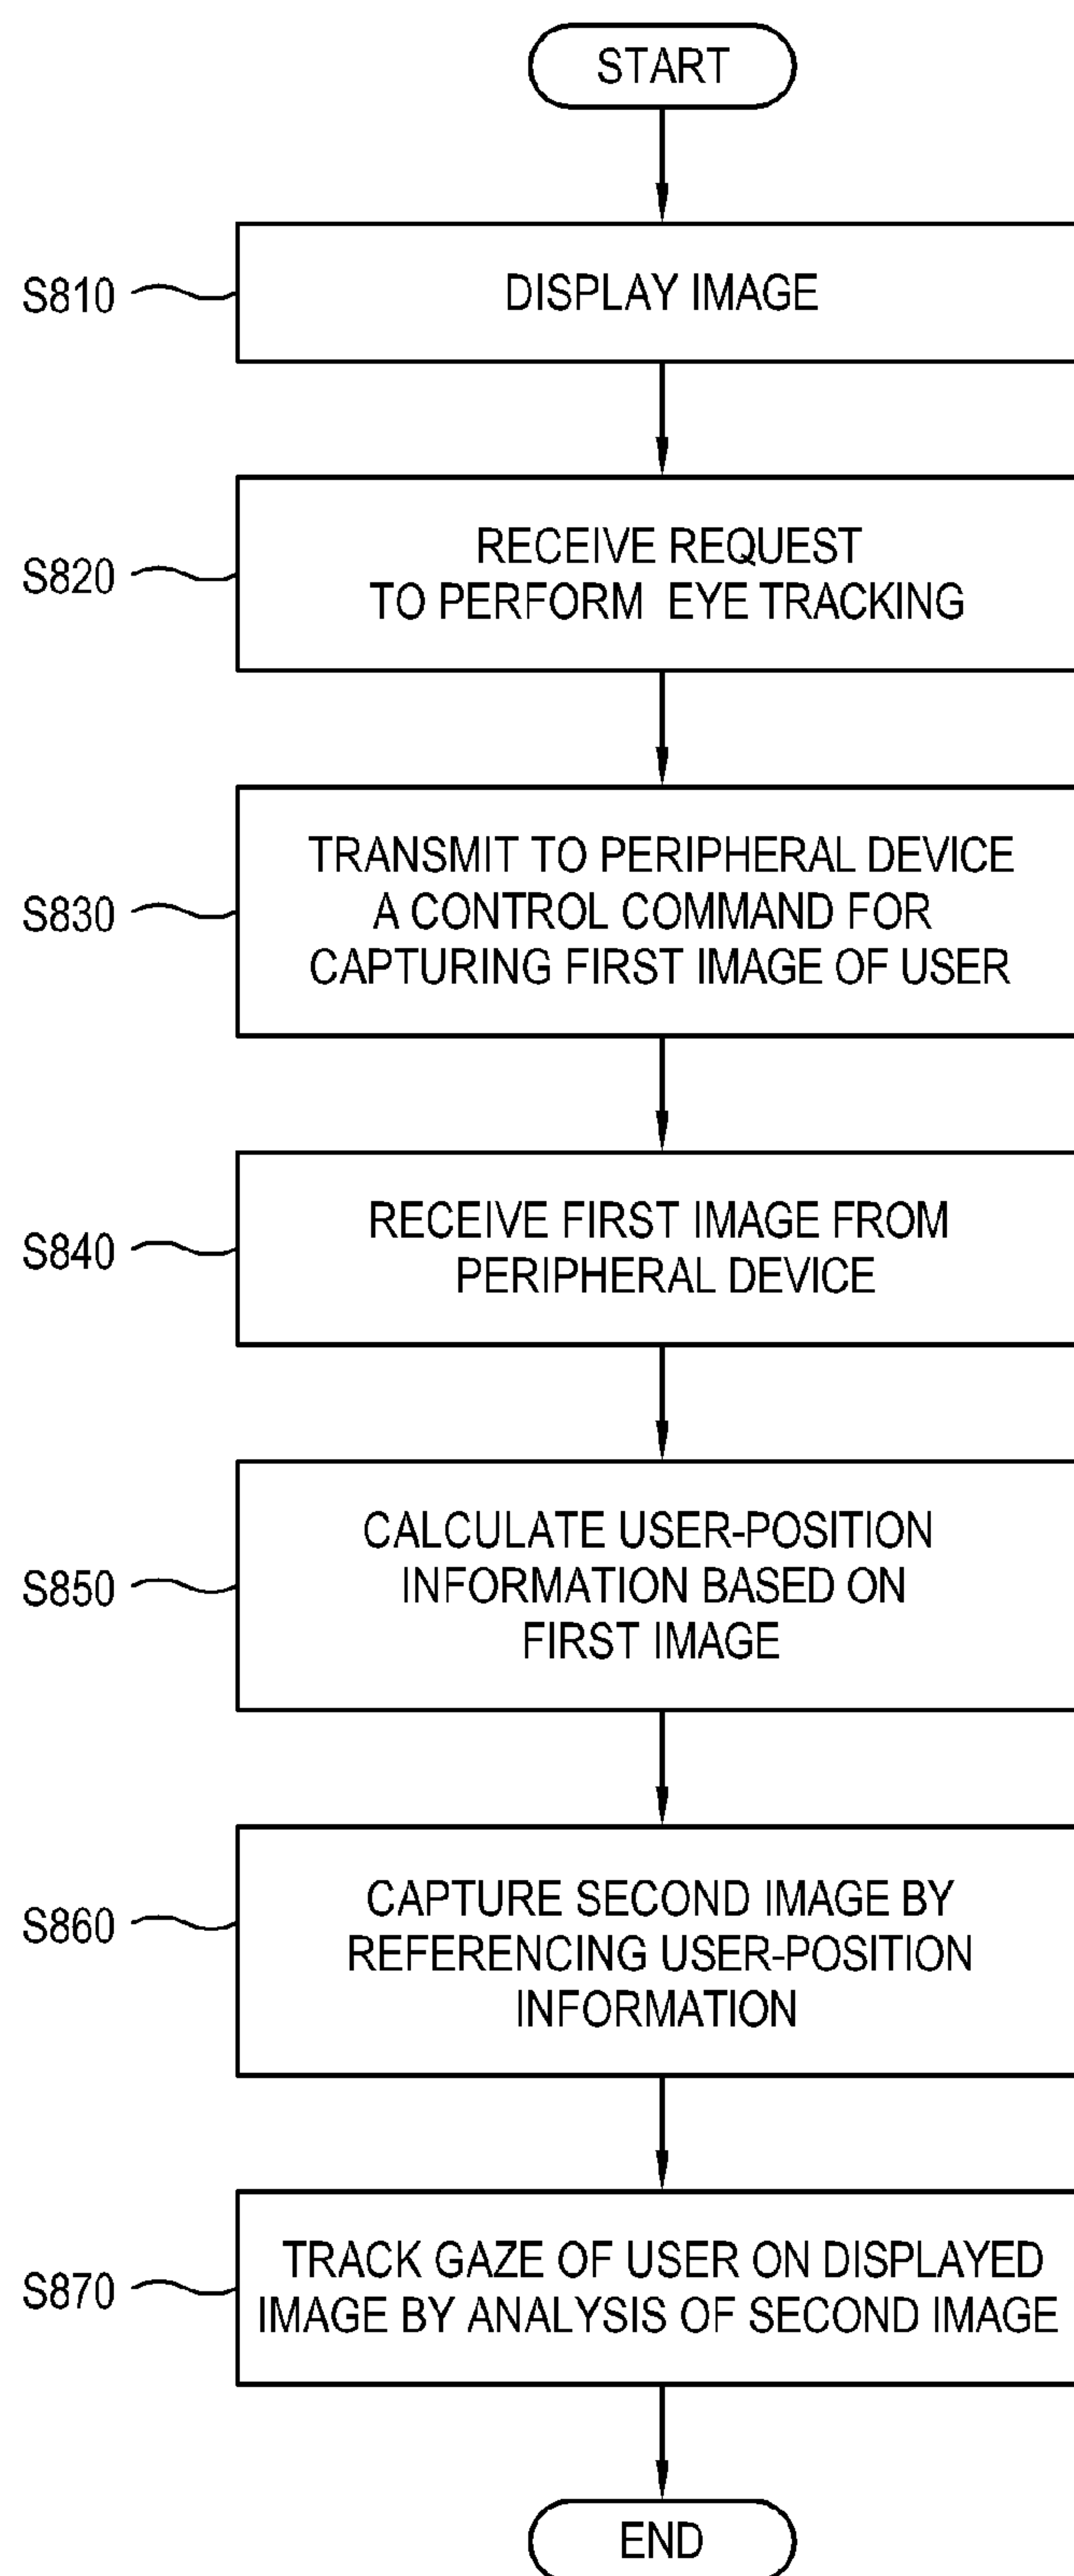 START
S810
DISPLAY IMAGE
S820
RECEIVE REQUEST
TO PERFORM EYE TRACKING
S830
TRANSMIT TO PERIPHERAL DEVICE
A CONTROL COMMAND FOR
CAPTURING FIRST IMAGE OF USER
S840
RECEIVE FIRST IMAGE FROM
PERIPHERAL DEVICE
S850
CALCULATE USER-POSITION
INFORMATION BASED ON
FIRST IMAGE
S860
CAPTURE SECOND IMAGE BY
REFERENCING USER-POSITION
INFORMATION
S870
TRACK GAZE OF USER ON DISPLAYED
IMAGE BY ANALYSIS OF SECOND IMAGE
END